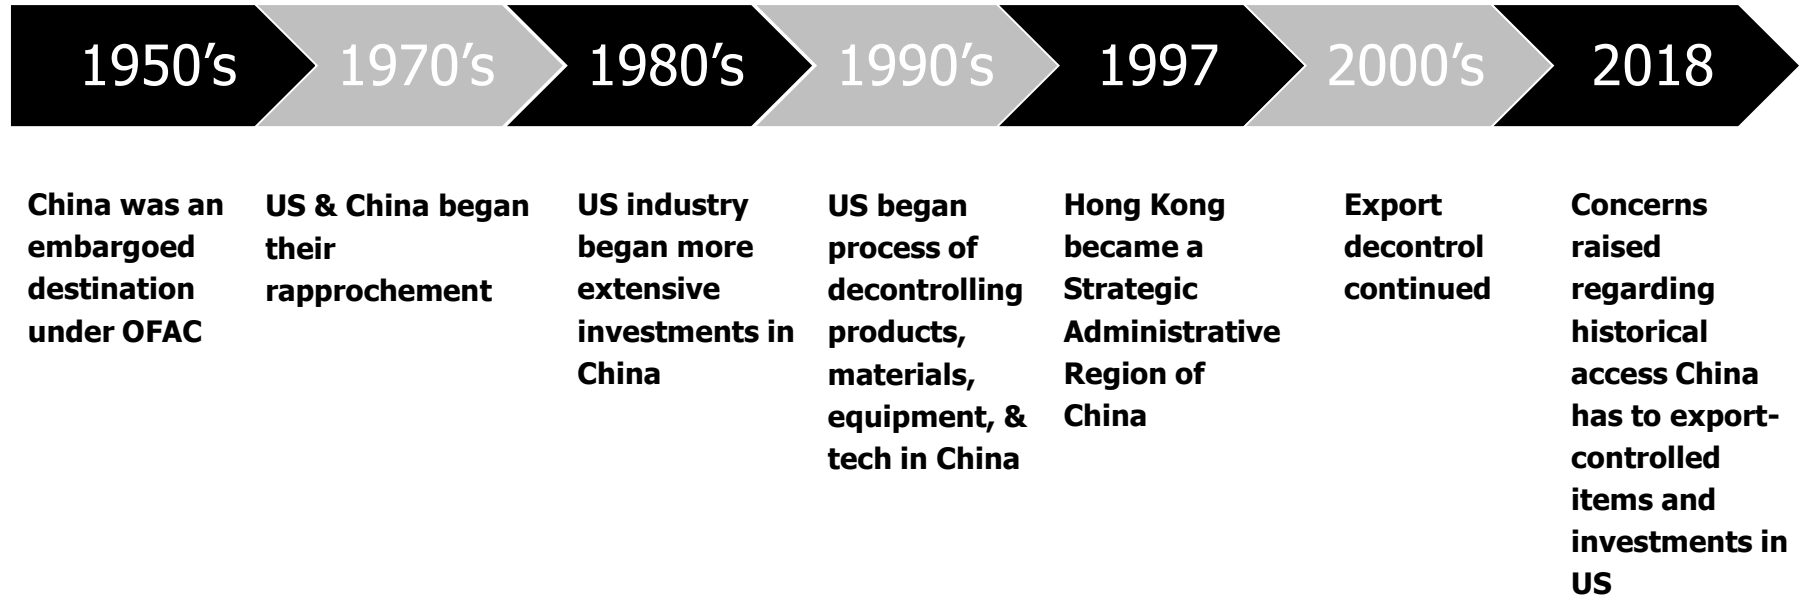 1950’s
1970’s
1980’s
1990’s
1997
2000’s
2018
China was an
embargoed
destination
under OFAC
US & China began
their
rapprochement
US industry
began more
extensive
investments in
China
US began
process of
decontrolling
products,
materials,
equipment, &
tech in China
Hong Kong
became a
Strategic
Administrative
Region of
China
Export
decontrol
continued
Concerns
raised
regarding
historical
access China
has to export-
controlled
items and
investments in
US